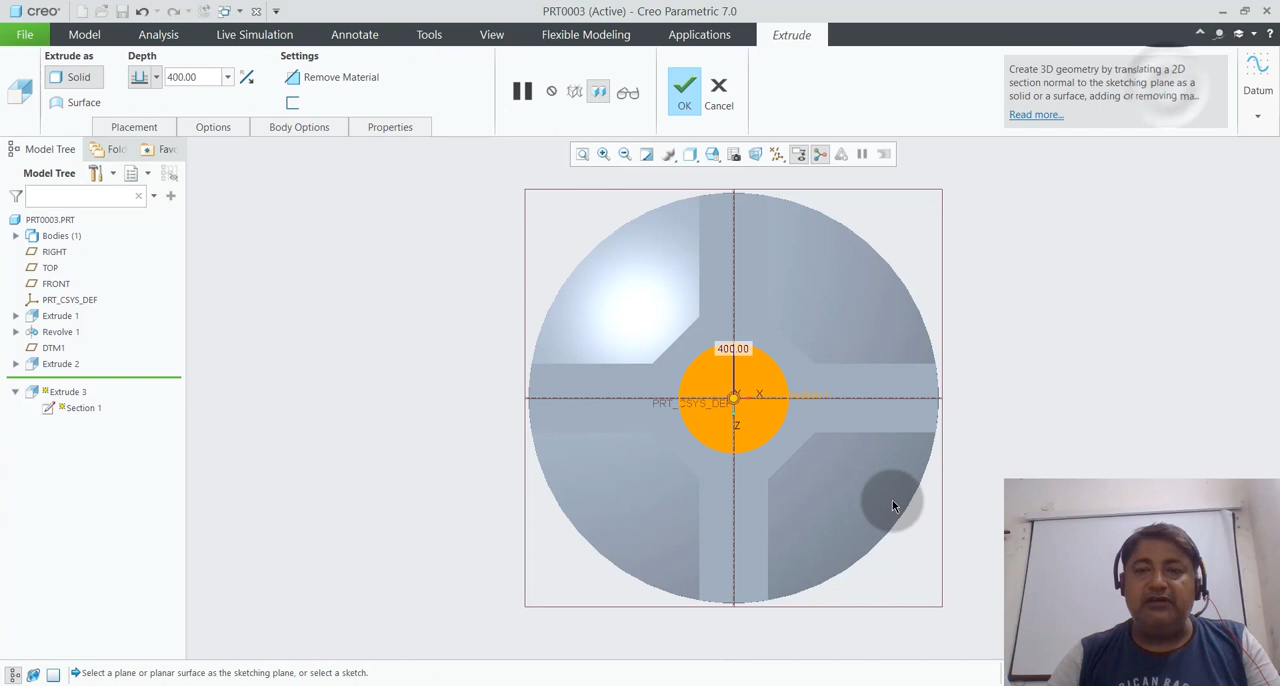 creo
PRT0003 (Active) - Creo Parametric 7.0
File Model Analysis Live Simulation Annotate Tools View Flexible Modeling Applications Extrude
Extrude as Depth Settings
Solid 400.00 Remove Material
Surface
OK Cancel
Create 3D geometry by translating a 2D
section normal to the sketching plane as a
solid or a surface, adding or removing ma...
Read more...
Datum
Placement Options Body Options Properties
Model Tree Fold Favo
Model Tree
PRT0003.PRT
Bodies (1)
RIGHT
TOP
FRONT
PRT_CSYS_DEF
Extrude 1
Revolve 1
DTM1
Extrude 2
Extrude 3
Section 1
400.00
X
PRT_CSYS_DEF
Z
Select a plane or planar surface as the sketching plane, or select a sketch.